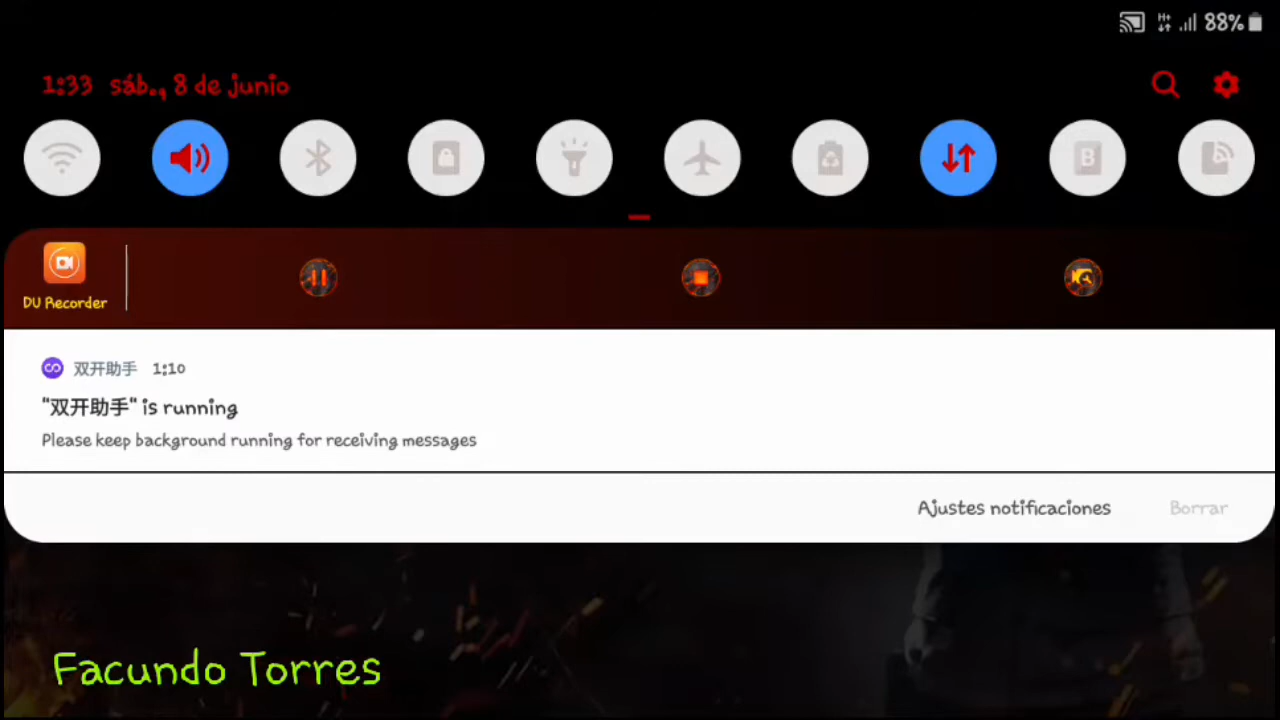 H+ 88%
1:33 sáb., 8 de junio
B
DU Recorder
双开助手 1:10
"双开助手" is running
Please keep background running for receiving messages
Ajustes notificaciones Borrar
Facundo Torres